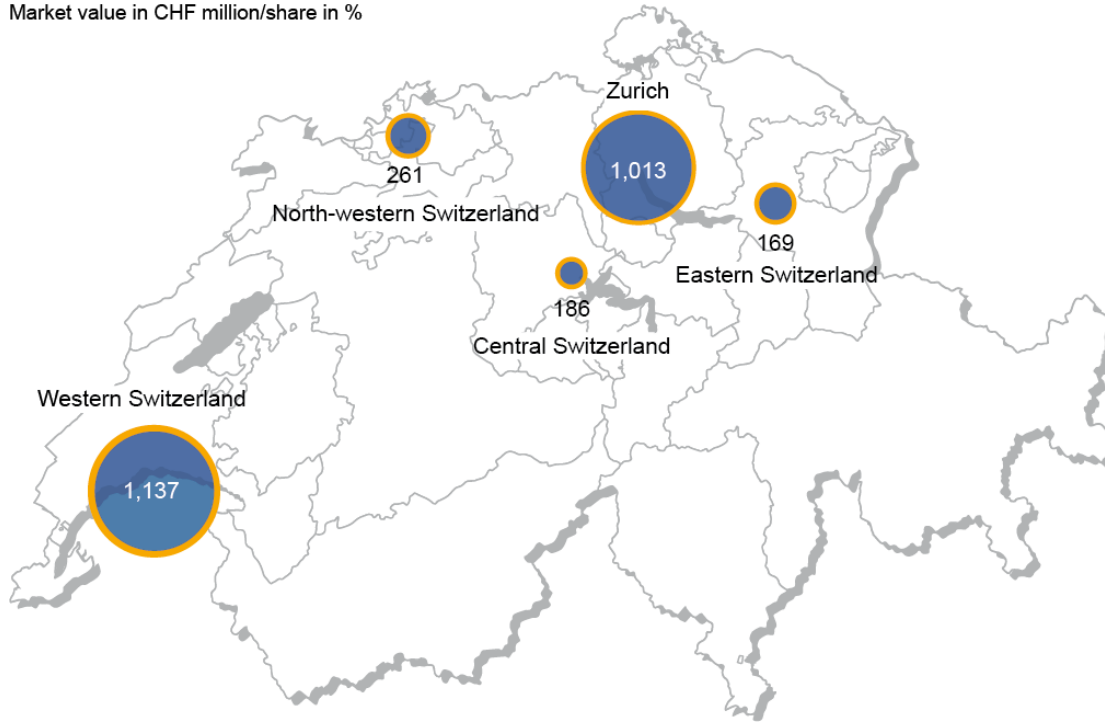 Market value in CHF million/share in %
Zurich
1,013
261
North-western Switzerland
169
Eastern Switzerland
186
Central Switzerland
Western Switzerland
1,137